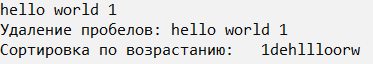 hello world 1
Удаление пробелов: hello world 1
Сортировка по возрастанию:   1dehllloorw